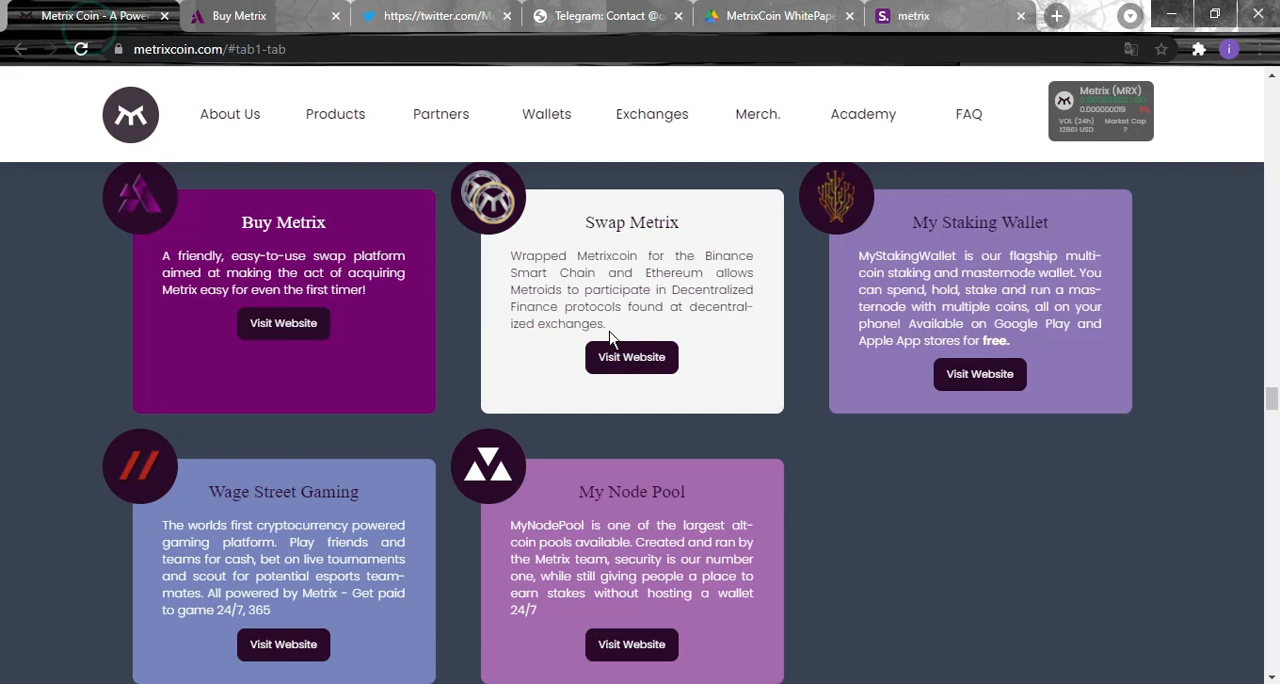 Metrix Coin - A Power
Buy Metrix
https://twitter.com/Me
Telegram: Contact @o
MetrixCoin WhitePape
S. metrix
metrixcoin.com/#tab1-tab
i
About Us
Products
Partners
Wallets
Exchanges
Merch.
Academy
FAQ
Metrix (MRX)
0.000000019
VOL (24h) Market Cap
12861 USD ?
Buy Metrix
A friendly, easy-to-use swap platform
aimed at making the act of acquiring
Metrix easy for even the first timer!
Visit Website
Swap Metrix
Wrapped Metrixcoin for the Binance
Smart Chain and Ethereum allows
Metroids to participate in Decentralized
Finance protocols found at decentral-
ized exchanges.
Visit Website
My Staking Wallet
MyStakingWallet is our flagship multi-
coin staking and masternode wallet. You
can spend, hold, stake and run a mas-
ternode with multiple coins, all on your
phone! Available on Google Play and
Apple App stores for free.
Visit Website
Wage Street Gaming
The worlds first cryptocurrency powered
gaming platform. Play friends and
teams for cash, bet on live tournaments
and scout for potential esports team-
mates. All powered by Metrix - Get paid
to game 24/7, 365
Visit Website
My Node Pool
MyNodePool is one of the largest alt-
coin pools available. Created and ran by
the Metrix team, security is our number
one, while still giving people a place to
earn stakes without hosting a wallet
24/7
Visit Website